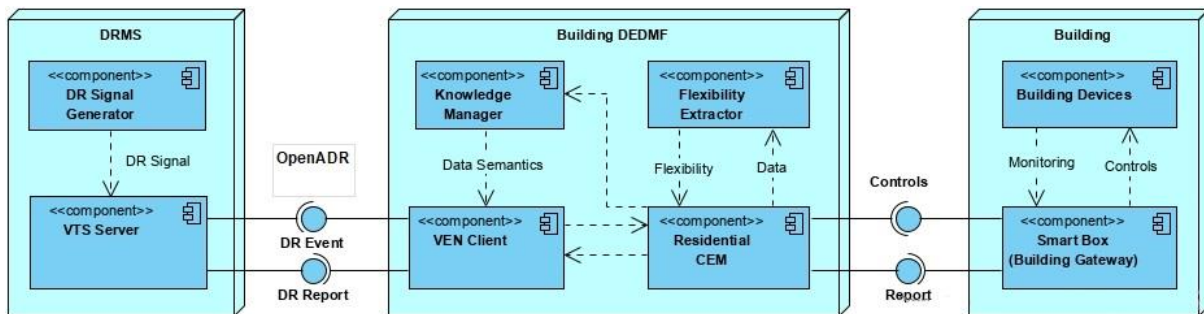 DRMS
<<component>>
DR Signal
Generator
DR Signal
<<component>>
VTS Server
OpenADR
DR Event
DR Report
Building DEDMF
<<component>>
Knowledge
Manager
<<component>>
Flexibility
Extractor
Data Semantics
Flexibility
Data
<<component>>
VEN Client
<<component>>
Residential
CEM
Controls
Report
Building
<<component>>
Building Devices
Monitoring
Controls
<<component>>
Smart Box
(Building Gateway)